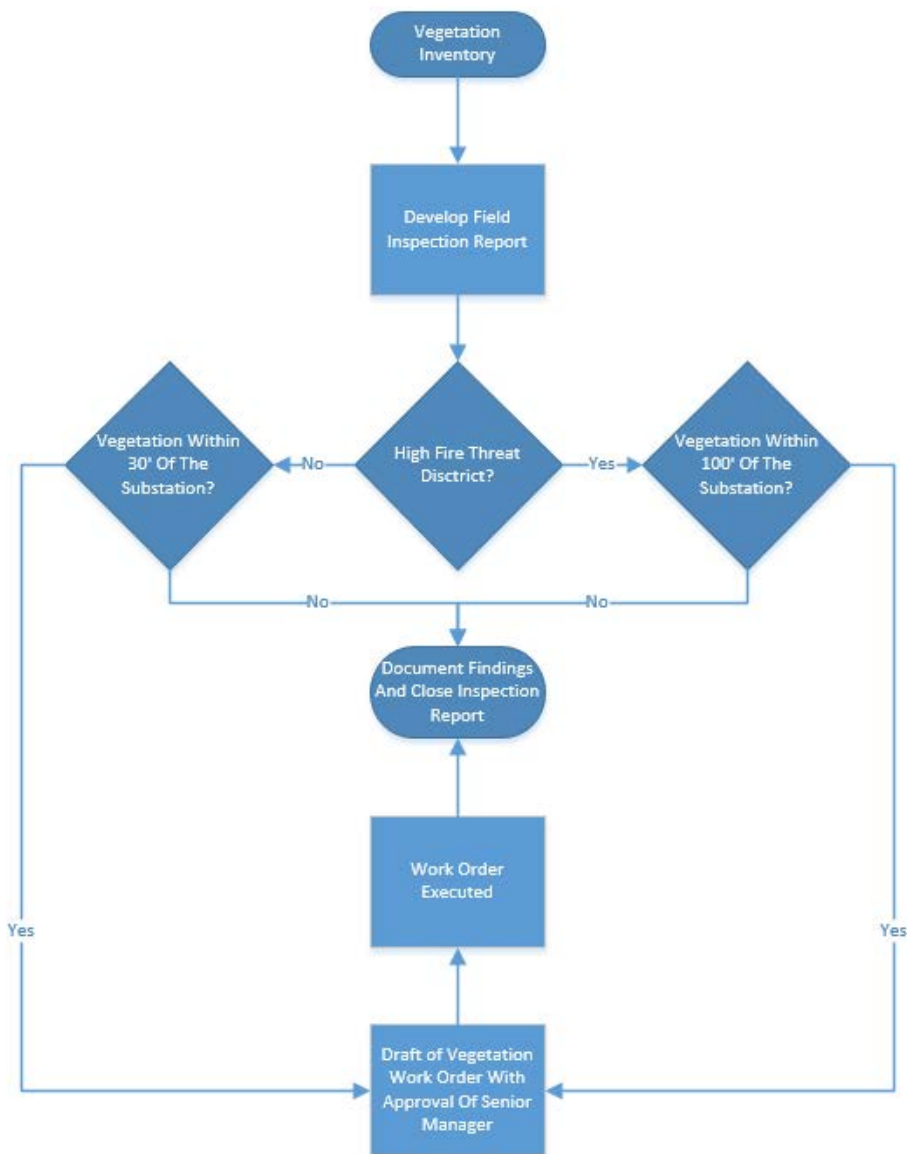 Vegetation
Inventory
Develop Field
Inspection Report
Vegetation Within
30' Of The
Substation?
No
High Fire Threat
Disctrict?
Yes
Vegetation Within
100' Of The
Substation?
No
No
Document Findings
And Close Inspection
Report
Work Order
Executed
Yes
Yes
Draft of Vegetation
Work Order With
Approval Of Senior
Manager